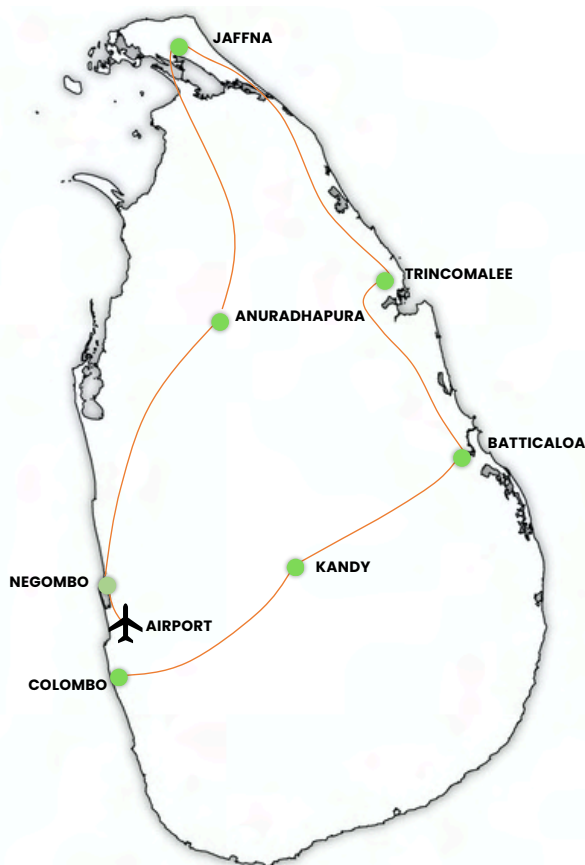 JAFFNA
TRINCOMALEE
ANURADHAPURA
BATTICALOA
KANDY
NEGOMBO
AIRPORT
COLOMBO